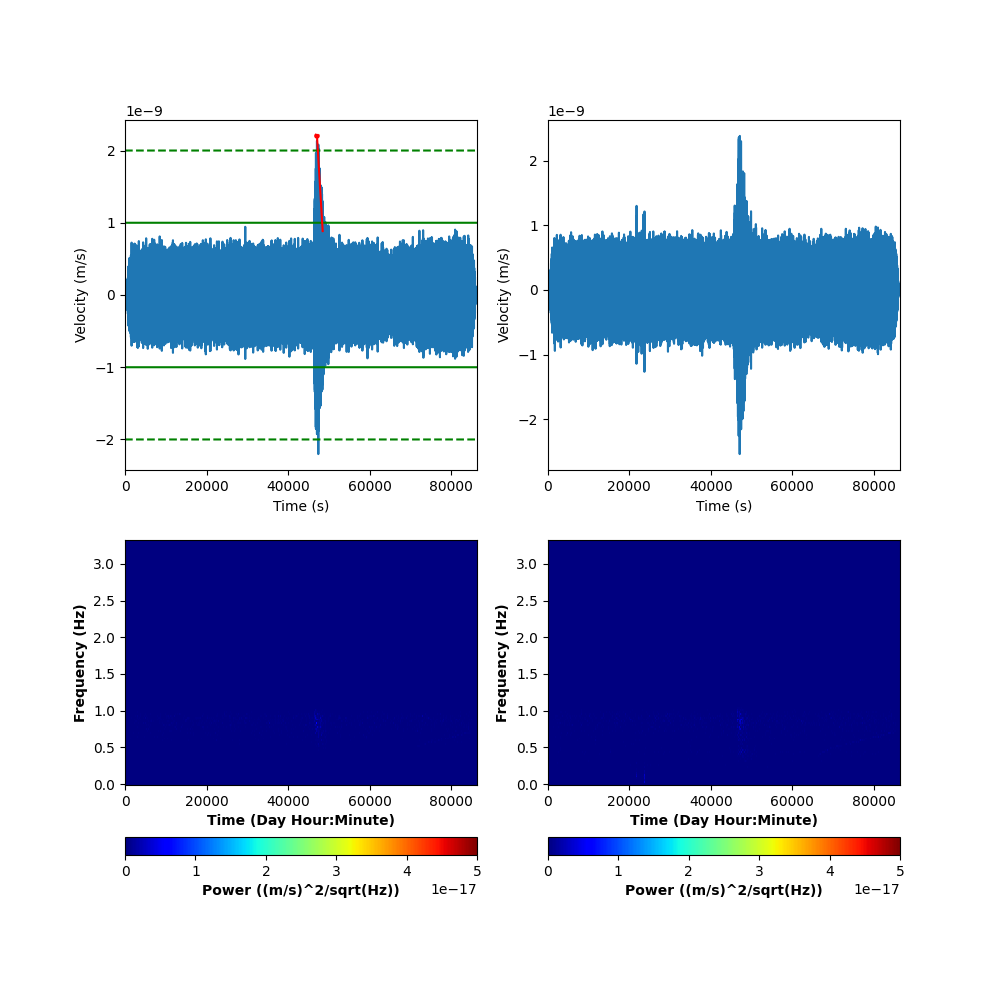 1e−9
2
1
0
−1
−2
Velocity (m/s)
0 20000 40000 60000 80000
Time (s)
1e−9
2
1
0
−1
−2
Velocity (m/s)
0 20000 40000 60000 80000
Time (s)
3.0
2.5
2.0
1.5
1.0
0.5
0.0
Frequency (Hz)
0 20000 40000 60000 80000
Time (Day Hour:Minute)
0 1 2 3 4 5
Power ((m/s)^2/sqrt(Hz))
1e−17
3.0
2.5
2.0
1.5
1.0
0.5
0.0
Frequency (Hz)
0 20000 40000 60000 80000
Time (Day Hour:Minute)
0 1 2 3 4 5
Power ((m/s)^2/sqrt(Hz))
1e−17